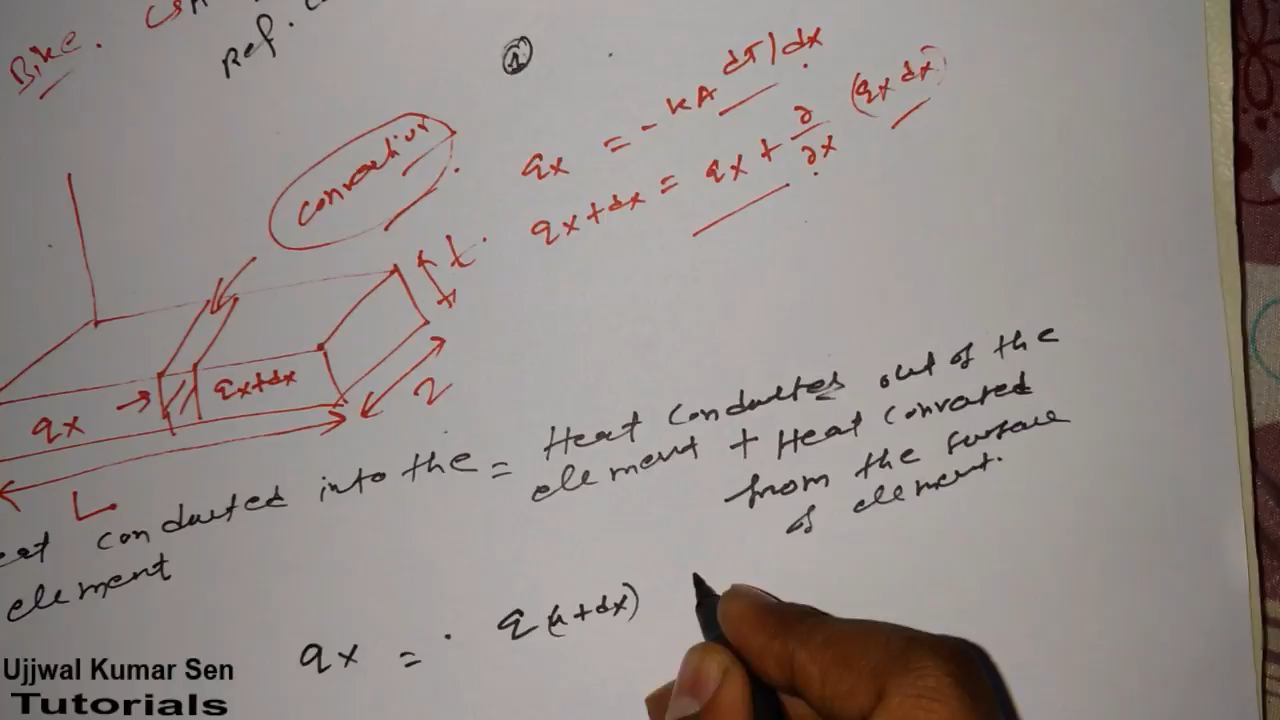 Bike.
Ref.
1
qx = -KA dT/dx
qx+dx = qx + ∂/∂x (qx dx)
convection
t
qx
qx+dx
L
Heat conductes out of the
eat conducted into the = element + Heat convected
element
from the surface
of element.
qx = q(x+dx)
Ujjwal Kumar Sen
Tutorials